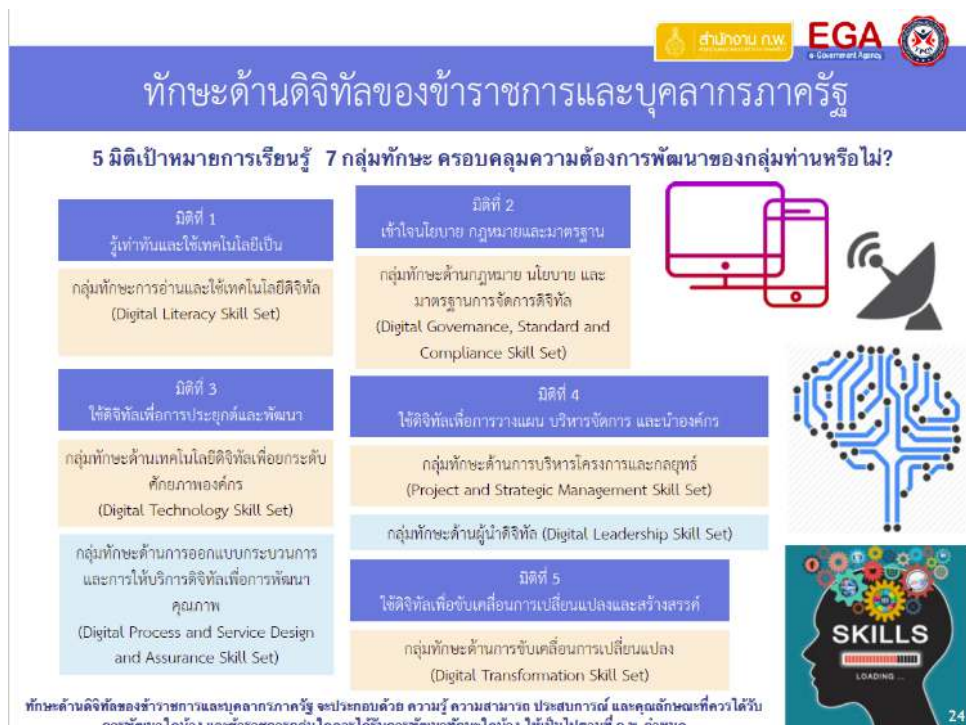 สำนักงาน ก.พ.
EGA
e-Government Agency
ทักษะด้านดิจิทัลของข้าราชการและบุคลากรภาครัฐ
5 มิติเป้าหมายการเรียนรู้ 7 กลุ่มทักษะ ครอบคลุมความต้องการพัฒนาของกลุ่มท่านหรือไม่?
มิติที่ 1
รู้เท่าทันและใช้เทคโนโลยีเป็น
กลุ่มทักษะการอ่านและใช้เทคโนโลยีดิจิทัล
(Digital Literacy Skill Set)
มิติที่ 2
เข้าใจนโยบาย กฎหมายและมาตรฐาน
กลุ่มทักษะด้านกฎหมาย นโยบาย และ
มาตรฐานการจัดการดิจิทัล
(Digital Governance, Standard and
Compliance Skill Set)
มิติที่ 3
ใช้ดิจิทัลเพื่อการประยุกต์และพัฒนา
กลุ่มทักษะด้านเทคโนโลยีดิจิทัลเพื่อยกระดับ
ศักยภาพองค์กร
(Digital Technology Skill Set)
กลุ่มทักษะด้านการออกแบบกระบวนการ
และการให้บริการดิจิทัลเพื่อการพัฒนา
คุณภาพ
(Digital Process and Service Design
and Assurance Skill Set)
มิติที่ 4
ใช้ดิจิทัลเพื่อการวางแผน บริหารจัดการ และนำองค์กร
กลุ่มทักษะด้านการบริหารโครงการและกลยุทธ์
(Project and Strategic Management Skill Set)
กลุ่มทักษะด้านผู้นำดิจิทัล (Digital Leadership Skill Set)
มิติที่ 5
ใช้ดิจิทัลเพื่อขับเคลื่อนการเปลี่ยนแปลงและสร้างสรรค์
กลุ่มทักษะด้านการขับเคลื่อนการเปลี่ยนแปลง
(Digital Transformation Skill Set)
SKILLS
LOADING ...
ทักษะด้านดิจิทัลของข้าราชการและบุคลากรภาครัฐ จะประกอบด้วย ความรู้ ความสามารถ ประสบการณ์ และคุณลักษณะที่ควรได้รับ
24